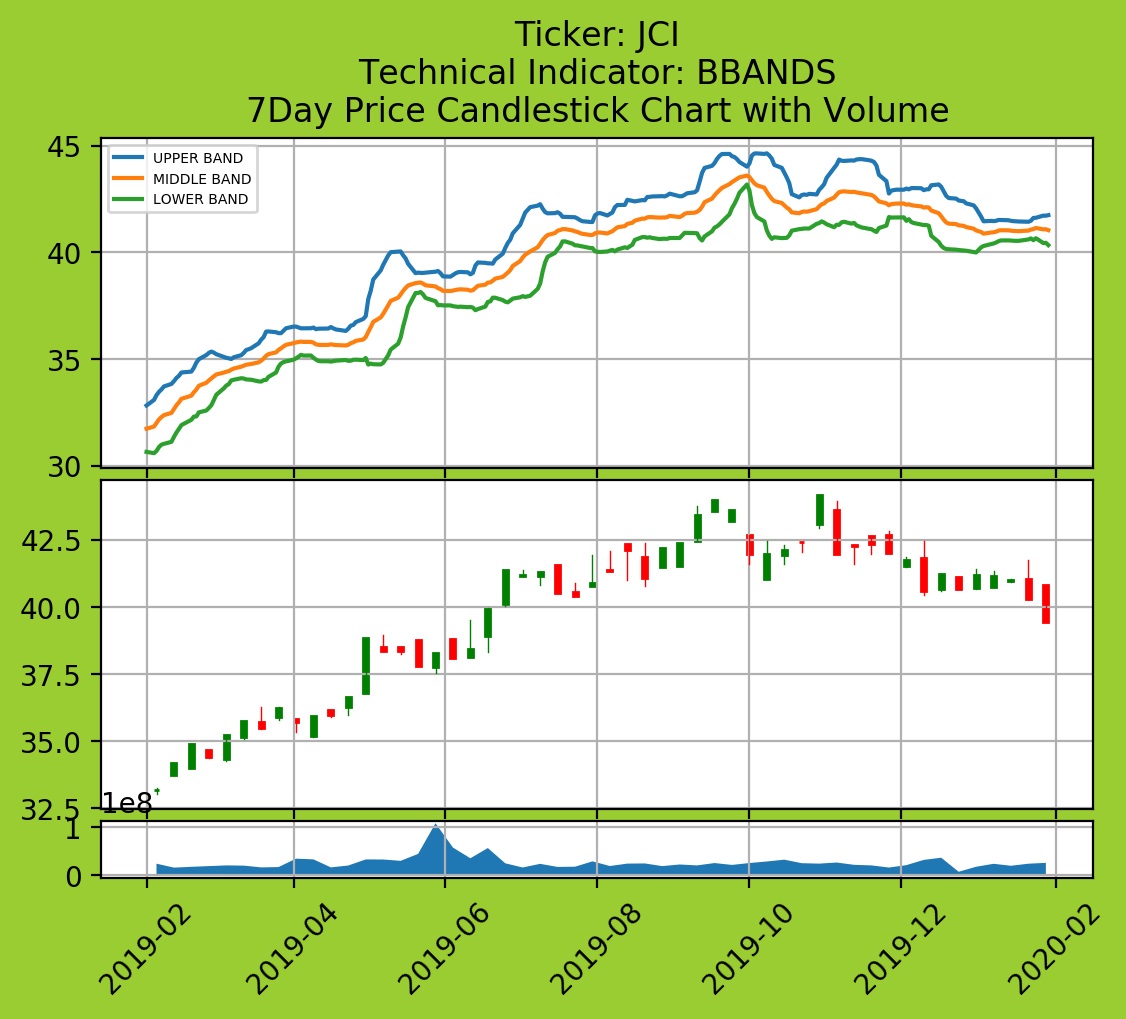 Ticker: JCI
Technical Indicator: BBANDS
7Day Price Candlestick Chart with Volume
45
40
35
30
UPPER BAND
MIDDLE BAND
LOWER BAND
42.5
40.0
37.5
35.0
32.5
1e8
1
0
2019-02
2019-04
2019-06
2019-08
2019-10
2019-12
2020-02